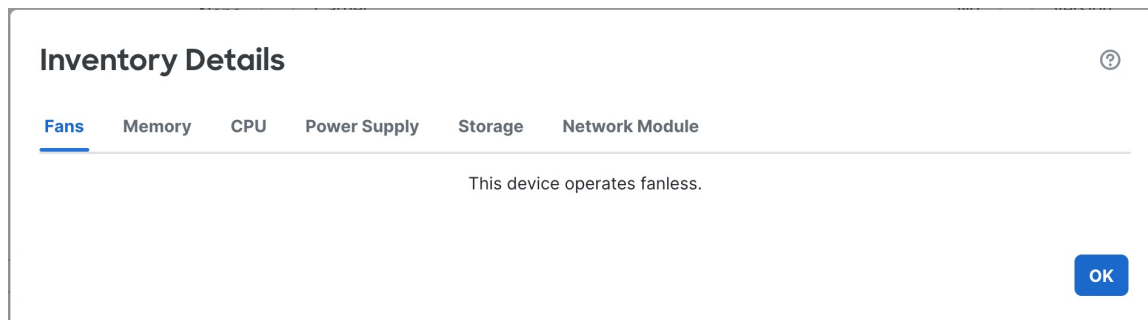 Inventory Details
Fans Memory CPU Power Supply Storage Network Module
This device operates fanless.
OK